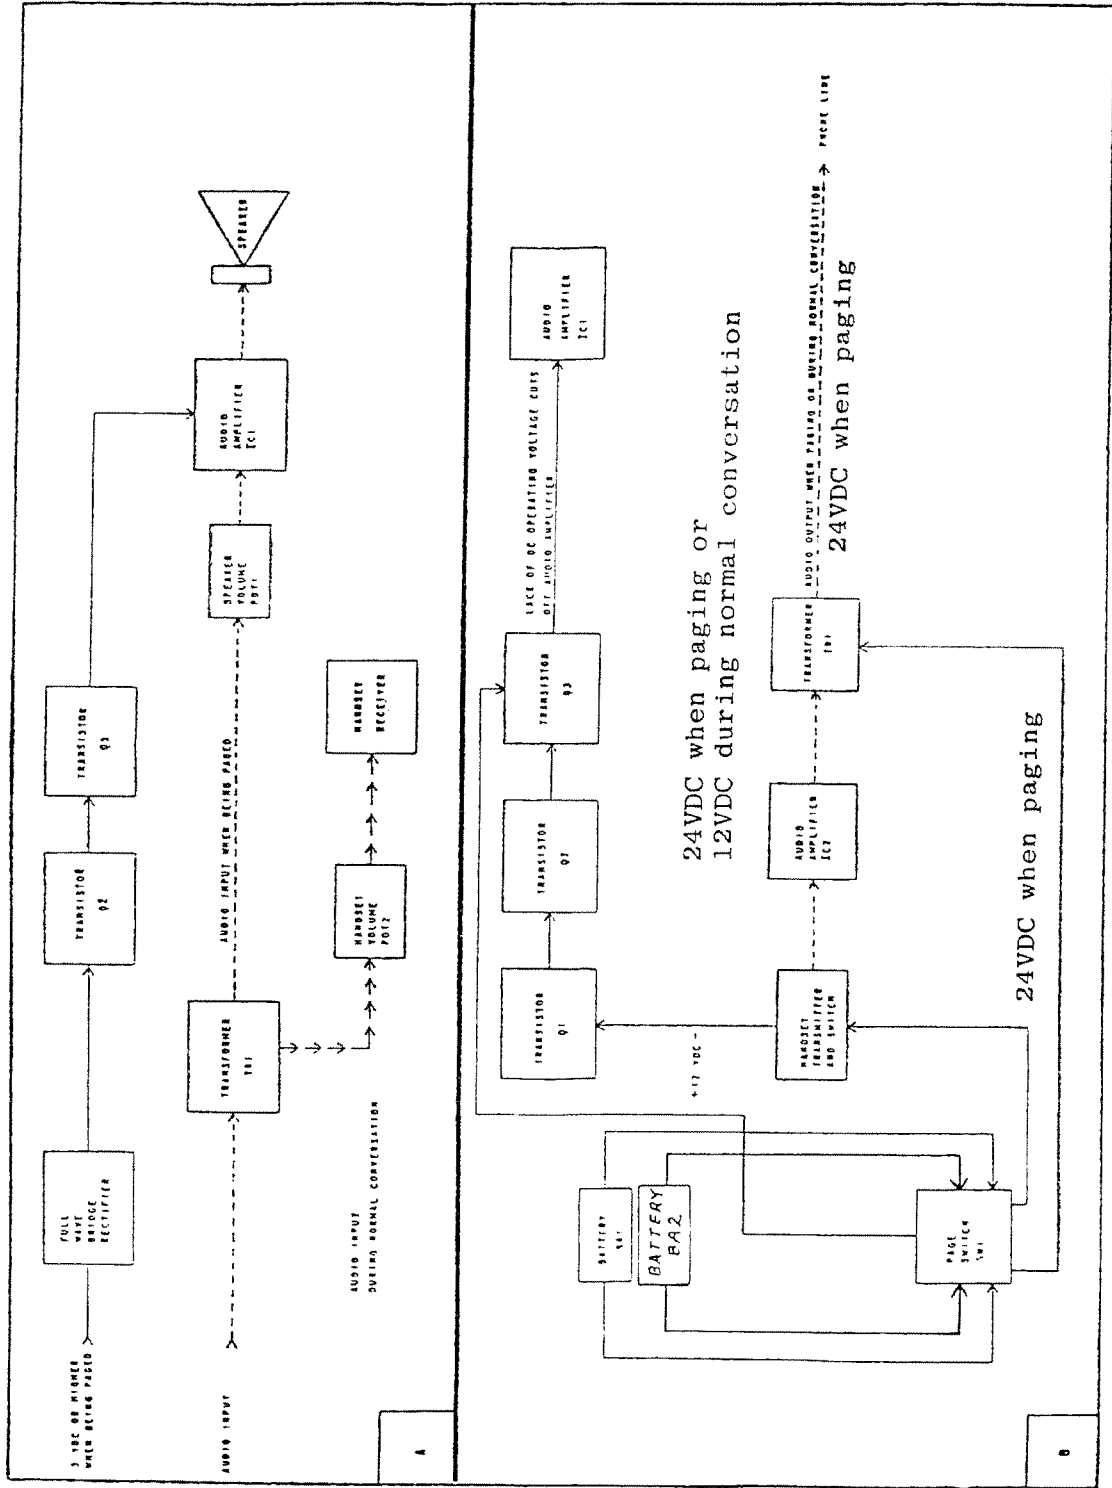 3 VDC OR HIGHER
WHEN BEING PAGED
FULL
WAVE
BRIDGE
RECTIFIER
TRANSISTOR
Q2
TRANSISTOR
Q3
AUDIO INPUT
TRANSFORMER
TR1
AUDIO INPUT WHEN BEING PAGED
SPEAKER
VOLUME
POT1
AUDIO
AMPLIFIER
IC1
SPEAKER
AUDIO INPUT
DURING NORMAL CONVERSATION
HANDSET
VOLUME
POT2
HANDSET
RECEIVER
A
TRANSISTOR
Q1
TRANSISTOR
Q2
TRANSISTOR
Q3
LACK OF DC OPERATING VOLTAGE CUTS
OFF AUDIO AMPLIFIER
AUDIO
AMPLIFIER
IC1
BATTERY
BA1
BATTERY
BA2
+12 VDC -
24VDC when paging or
12VDC during normal conversation
HANDSET
TRANSMITTER
AND SWITCH
AUDIO
AMPLIFIER
IC2
TRANSFORMER
TR1
AUDIO OUTPUT WHEN PAGING OR DURING NORMAL CONVERSATION
PHONE LINE
24VDC when paging
PAGE
SWITCH
SW1
24VDC when paging
B